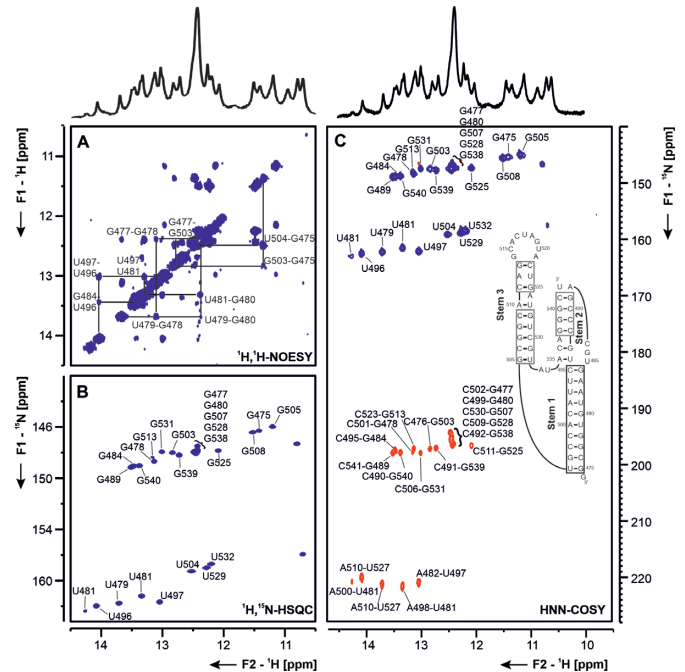 A
11.5
12.5
13.0
13.5
14
F1 - ¹H [ppm]
G477-G478
G477-
G503
U504-G475
G503-G475
U497-
U496
U497-
U481
G484-
U496
U481-G480
U479-G478
U479-G480
¹H,¹H-NOESY
B
146
150
154
162
F1 - ¹⁵N [ppm]
G475
G505
G477
G480
G507
G528
G538
G531
G513
G503
G478
G484
G489
G540
G539
G525
U504
U532
U529
U481
U479
U481
U497
U496
¹H,¹⁵N-HSQC
14
13
12
11
F2 - ¹H [ppm]
C
G477
G480
G507
G528
G538
G531
G513
G503
G478
G484
G489
G540
G539
G525
G475
G505
G508
U481
U479
U481
U504
U532
U529
U497
U496
C502-G477
C499-G480
C530-G507
C509-G528
C492-G538
C523-G513
C501-G478
C476-G503
C495-G484
C511-G525
C541-G489
C490-G540
C491-G539
C506-G531
A510-U527
A482-U497
A500-U481
A510-U527
A498-U481
HNN-COSY
Stem 3
Stem 2
Stem 1
150
160
170
180
190
200
210
220
F1 - ¹⁵N [ppm]
14
13
12
11
10
F2 - ¹H [ppm]